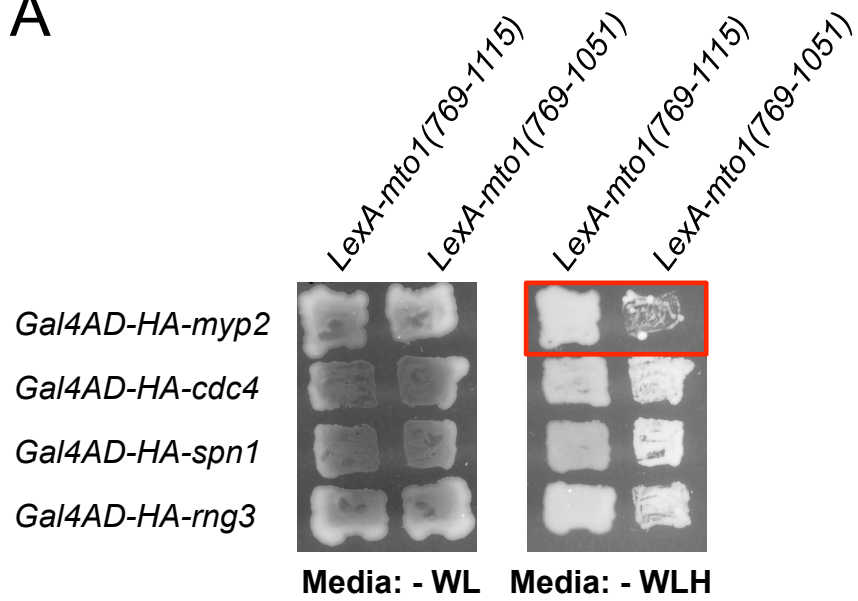 A
LexA-mto1(769-1115)
LexA-mto1(769-1051)
LexA-mto1(769-1115)
LexA-mto1(769-1051)
Gal4AD-HA-myp2
Gal4AD-HA-cdc4
Gal4AD-HA-spn1
Gal4AD-HA-rng3
Media: - WL
Media: - WLH